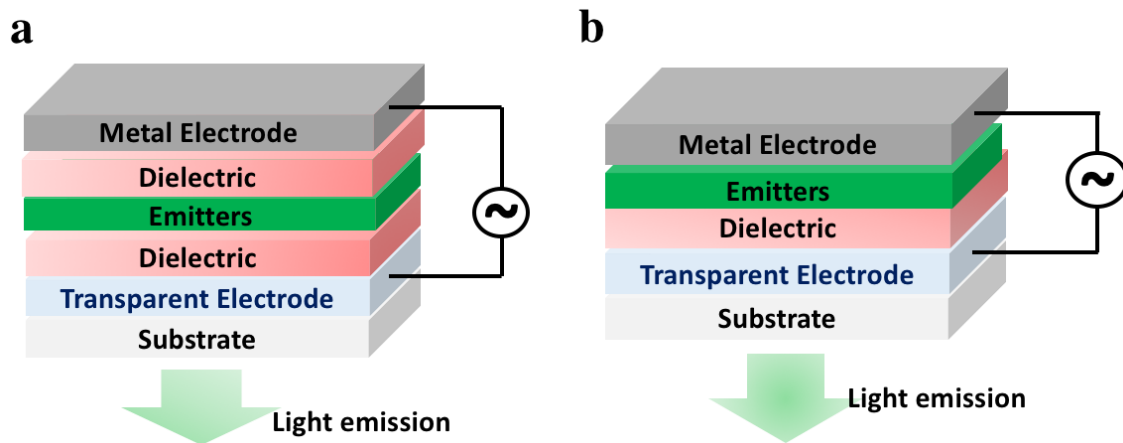 a
Metal Electrode
Dielectric
Emitters
Dielectric
Transparent Electrode
Substrate
Light emission
~
b
Metal Electrode
Emitters
Dielectric
Transparent Electrode
Substrate
Light emission
~